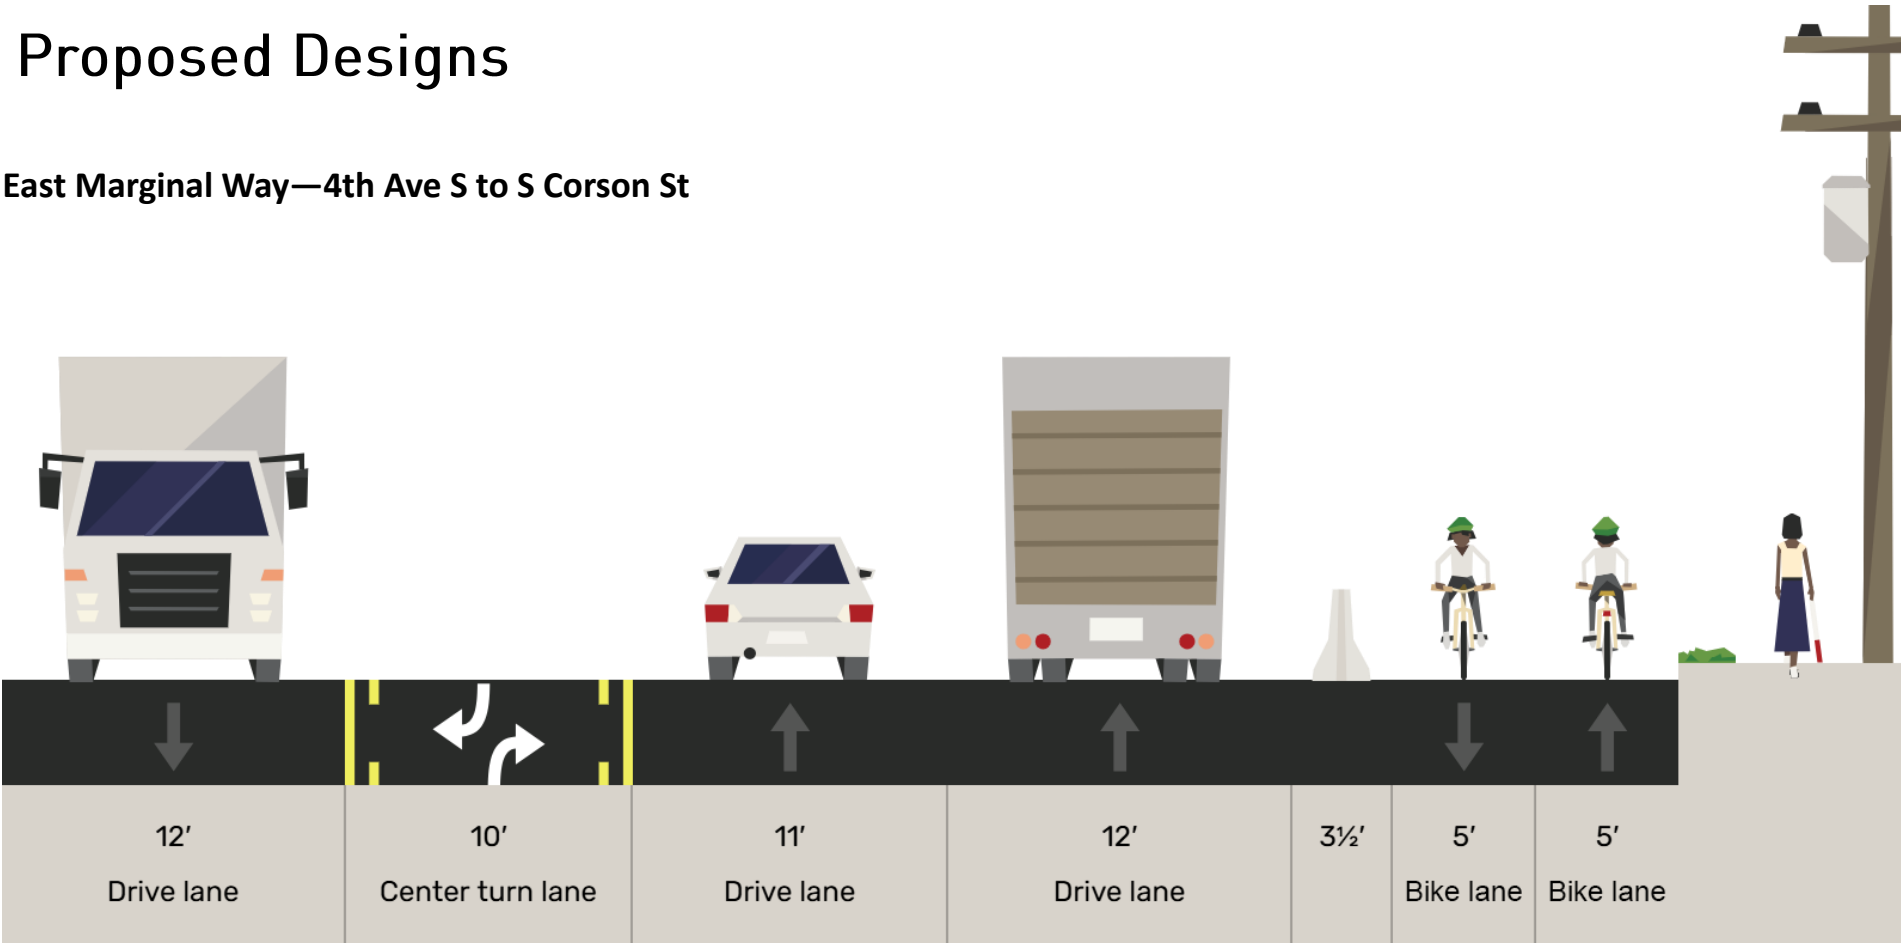 Proposed Designs
East Marginal Way—4th Ave S to S Corson St
12′ 10′ 11′ 12′ 3½′ 5′ 5′
Drive lane Center turn lane Drive lane Drive lane Bike lane Bike lane